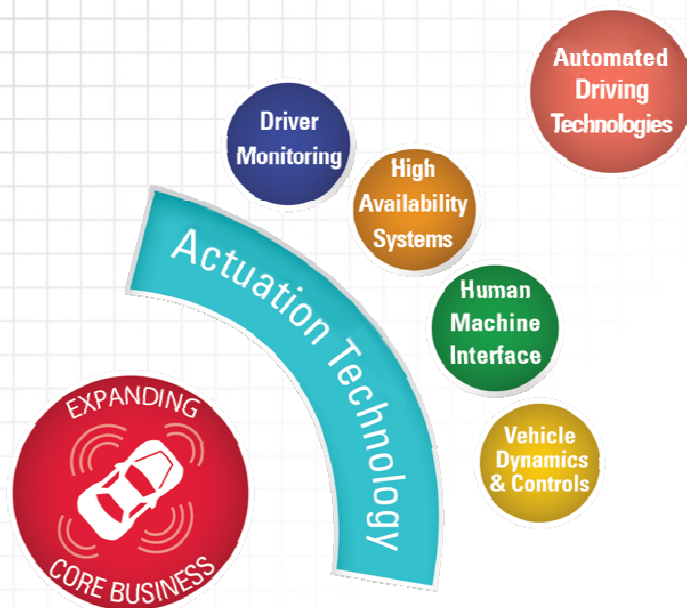 Automated
Driving
Technologies
Driver
Monitoring
High
Availability
Systems
Actuation Technology
Human
Machine
Interface
EXPANDING
CORE BUSINESS
Vehicle
Dynamics
& Controls